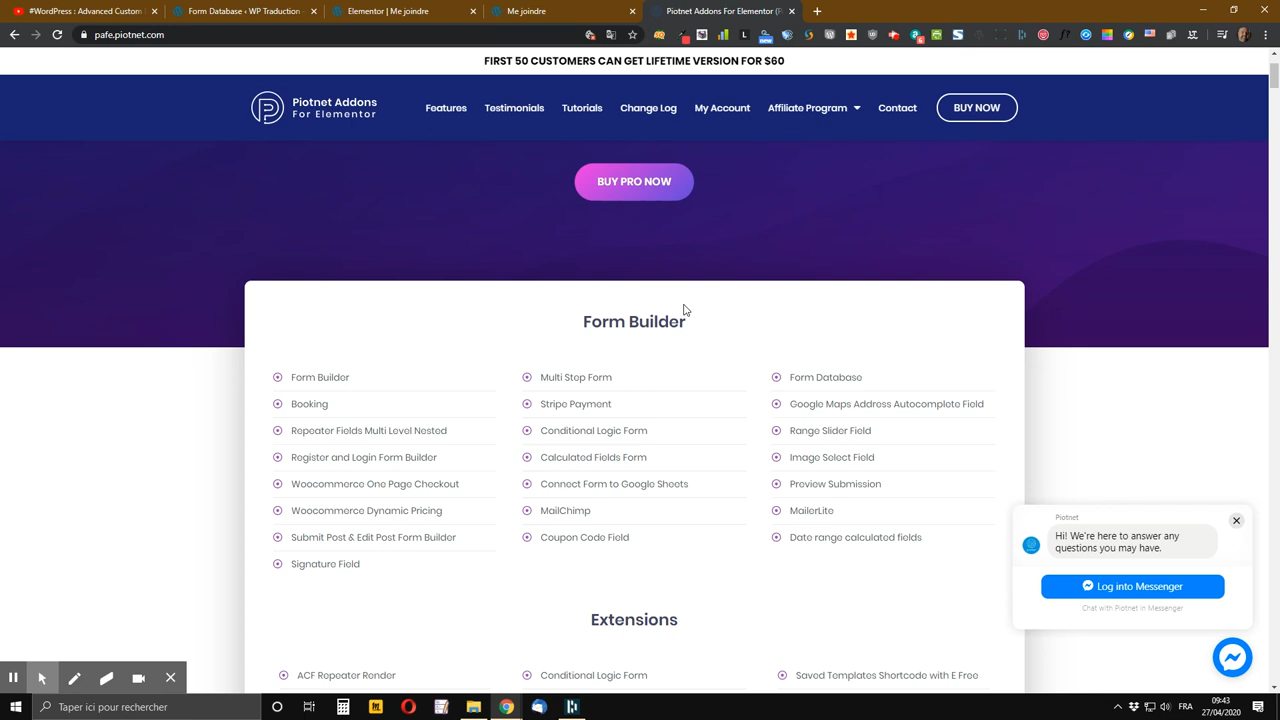 #WordPress : Advanced Custom
Form Database ‹ WP Traduction
Elementor | Me joindre
Me joindre
Piotnet Addons For Elementor (P
pafe.piotnet.com
FIRST 50 CUSTOMERS CAN GET LIFETIME VERSION FOR $60
Piotnet Addons
For Elementor
Features
Testimonials
Tutorials
Change Log
My Account
Affiliate Program
Contact
BUY NOW
BUY PRO NOW
Form Builder
Form Builder
Multi Step Form
Form Database
Booking
Stripe Payment
Google Maps Address Autocomplete Field
Repeater Fields Multi Level Nested
Conditional Logic Form
Range Slider Field
Register and Login Form Builder
Calculated Fields Form
Image Select Field
Woocommerce One Page Checkout
Connect Form to Google Sheets
Preview Submission
Woocommerce Dynamic Pricing
MailChimp
MailerLite
Submit Post & Edit Post Form Builder
Coupon Code Field
Date range calculated fields
Signature Field
Piotnet
Hi! We're here to answer any
questions you may have.
Log into Messenger
Chat with Piotnet in Messenger
Extensions
ACF Repeater Render
Conditional Logic Form
Saved Templates Shortcode with E Free
Taper ici pour rechercher
FRA
09:43
27/04/2020